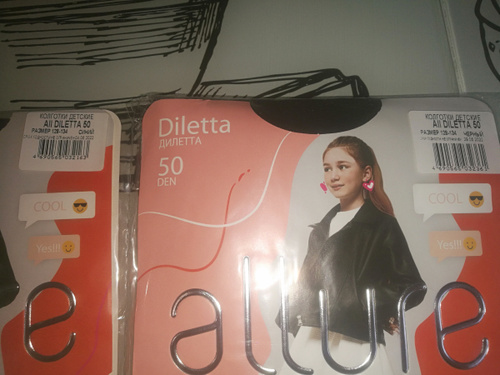 КОЛГОТКИ ДЕТСКИЕ
All DILETTA 50
РАЗМЕР 128-134 СИНИЙ
COOL
Yes!!!
e
Diletta
ДИЛЕТТА
50
DEN
КОЛГОТКИ ДЕТСКИЕ
All DILETTA 50
РАЗМЕР 128-134 ЧЕРНЫЙ
COOL
Yes!!!
allure